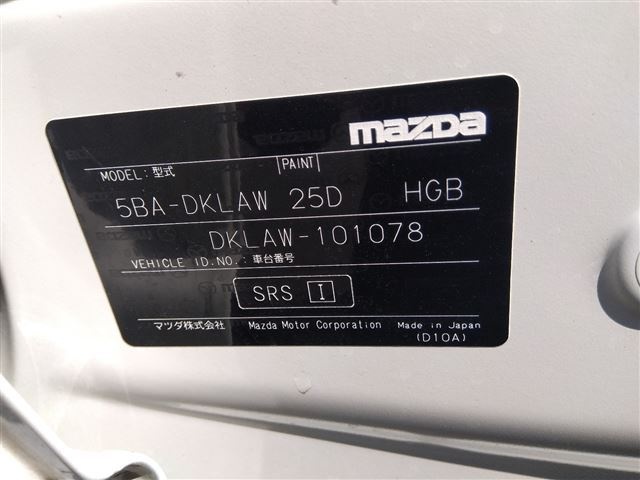 mazda
MODEL:型式 PAINT
5BA-DKLAW 25D HGB
DKLAW-101078
VEHICLE ID.NO.:車台番号
SRS I
マツダ株式会社 Mazda Motor Corporation Made in Japan
(D10A)